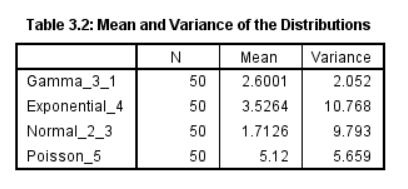 Table 3.2: Mean and Variance of the Distributions
N Mean Variance
Gamma_3_1 50 2.6001 2.052
Exponential_4 50 3.5264 10.768
Normal_2_3 50 1.7126 9.793
Poisson_5 50 5.12 5.659